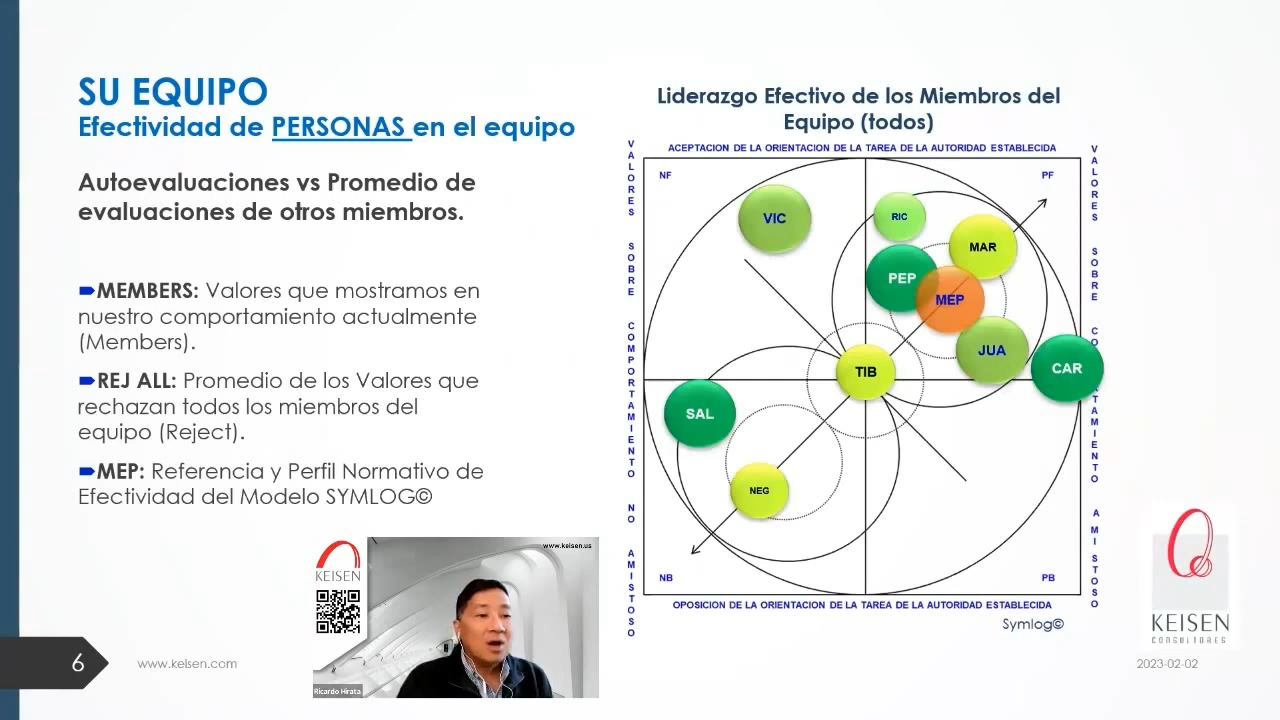 SU EQUIPO
Efectividad de PERSONAS en el equipo
Autoevaluaciones vs Promedio de
evaluaciones de otros miembros.
MEMBERS: Valores que mostramos en
nuestro comportamiento actualmente
(Members).
REJ ALL: Promedio de los Valores que
rechazan todos los miembros del
equipo (Reject).
MEP: Referencia y Perfil Normativo de
Efectividad del Modelo SYMLOG©
Liderazgo Efectivo de los Miembros del
Equipo (todos)
ACEPTACION DE LA ORIENTACION DE LA TAREA DE LA AUTORIDAD ESTABLECIDA
VALORES SOBRE COMPORTAMIENTO NO AMISTOSO
NF
PF
VIC
RIC
MAR
PEP
MEP
JUA
TIB
CAR
SAL
NEG
NB
PB
VALORES SOBRE CO TAMIENTO AMISTOSO
OPOSICION DE LA ORIENTACION DE LA TAREA DE LA AUTORIDAD ESTABLECIDA
Symlog©
www.keisen.us
KEISEN
Ricardo Hirata
KEISEN
CONSULTORES
6
www.keisen.com
2023-02-02